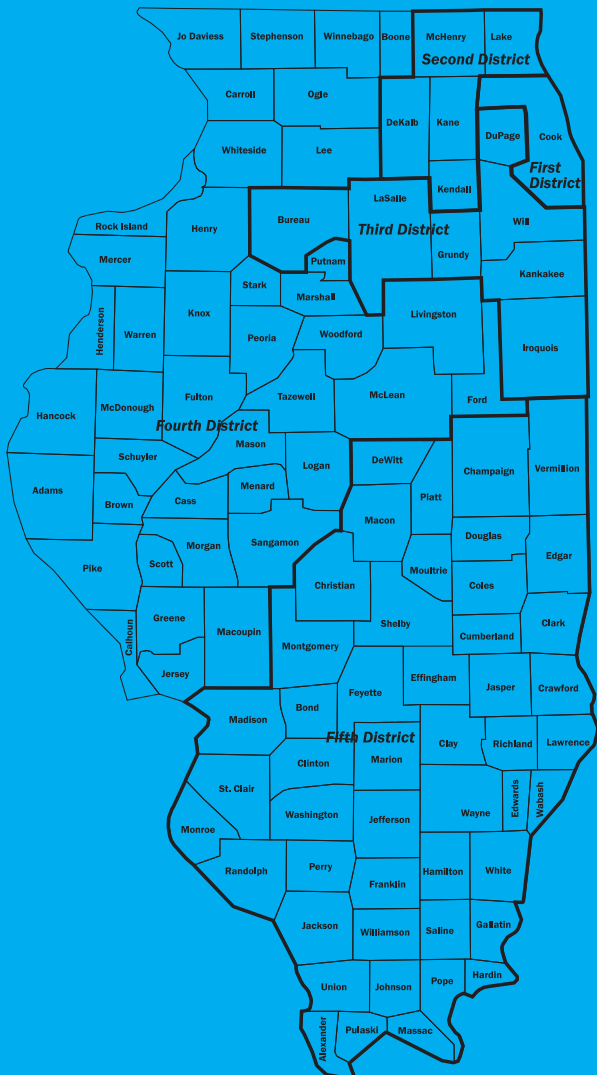 Jo Daviess Stephenson Winnebago Boone McHenry Lake
Second District
Carroll Ogle
DeKalb Kane
DuPage Cook
Whiteside Lee
First
District
Kendall
LaSalle
Bureau
Third District
Rock Island
Henry
Will
Mercer
Putnam
Grundy
Kankakee
Stark
Marshall
Knox
Livingston
Henderson
Warren
Peoria
Woodford
Iroquois
Hancock
McDonough
Fulton
Tazewell
McLean
Ford
Fourth District
Mason
Schuyler
Logan
DeWitt
Champaign
Vermillion
Adams
Brown
Cass
Menard
Piatt
Macon
Pike
Scott
Morgan
Sangamon
Douglas
Edgar
Moultrie
Christian
Coles
Greene
Macoupin
Calhoun
Montgomery
Shelby
Cumberland
Clark
Jersey
Effingham
Feyette
Jasper
Crawford
Madison
Bond
Fifth District
Clay
Richland
Lawrence
Clinton
Marion
St. Clair
Edwards
Wabash
Washington
Jefferson
Wayne
Monroe
Randolph
Perry
Hamilton
White
Franklin
Jackson
Williamson
Saline
Gallatin
Union
Johnson
Pope
Hardin
Alexander
Pulaski
Massac